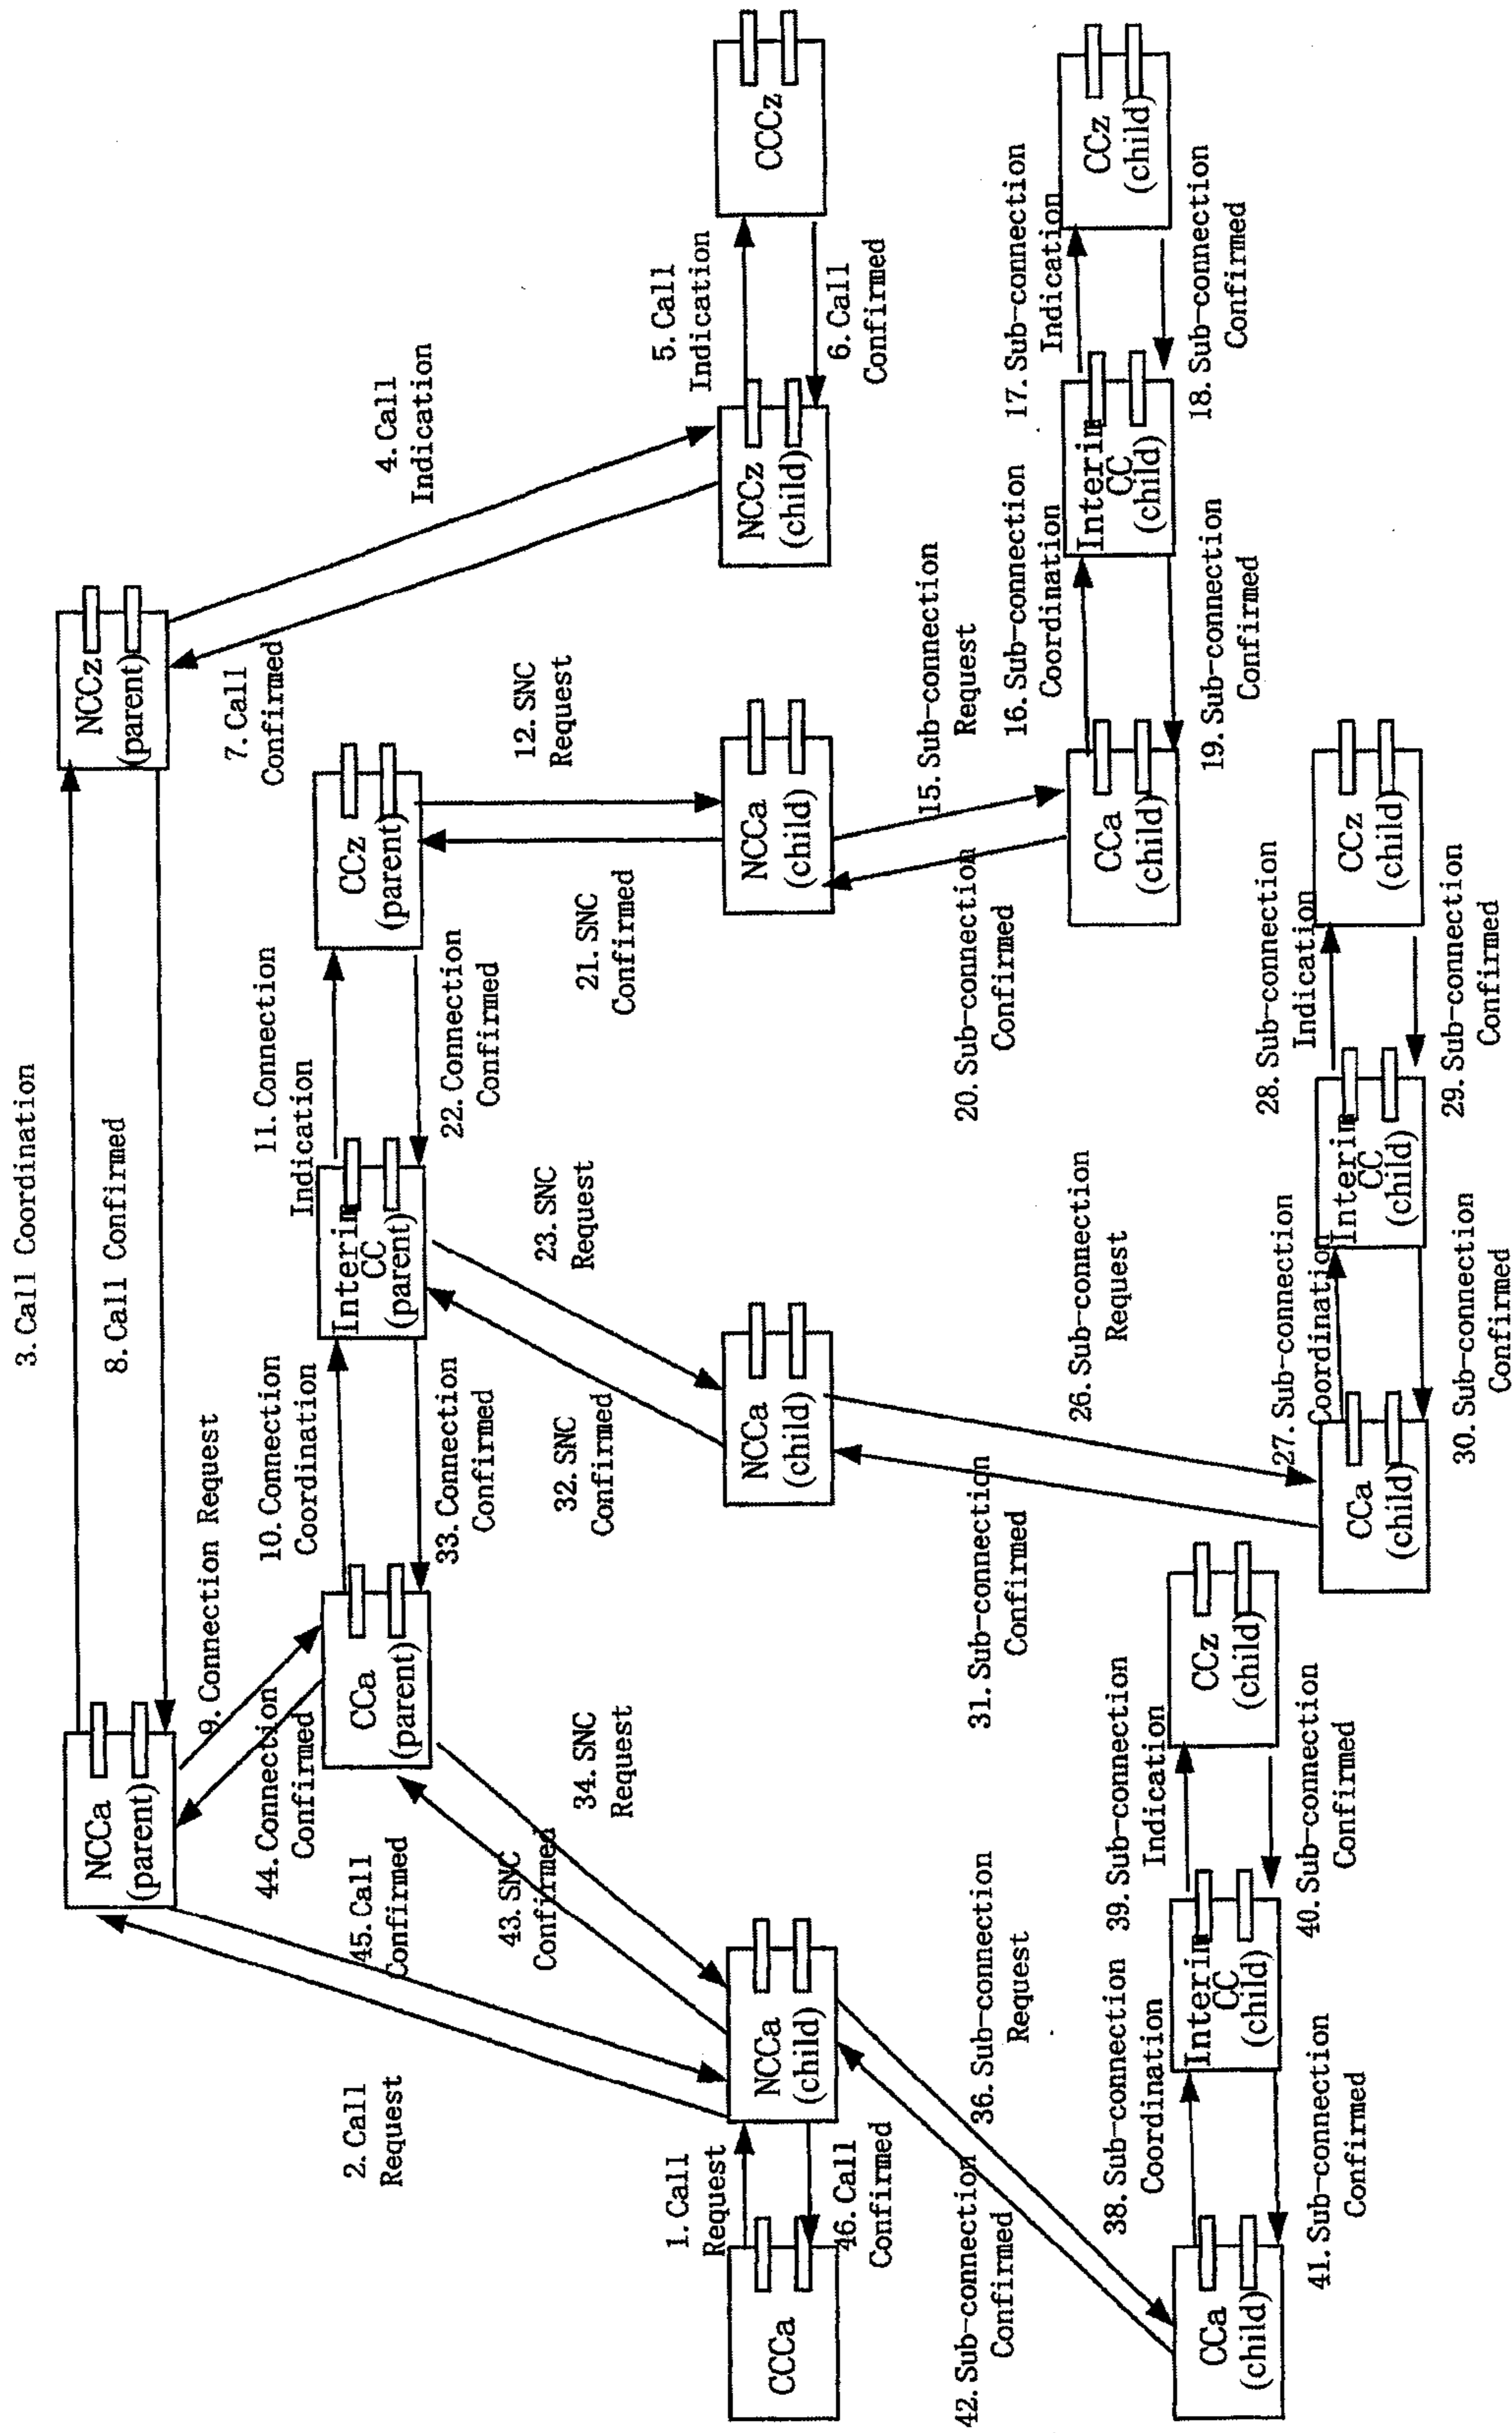 3. Call Coordination
8. Call Confirmed
NCCa
(parent)
NCCz
(parent)
9. Connection Request
44. Connection
Confirmed
10. Connection
Coordination
11. Connection
Indication
7. Call
Confirmed
4. Call
Indication
CCa
(parent)
Interim
CC
(parent)
CCz
(parent)
2. Call
Request
45. Call
Confirmed
43. SNC
Confirmed
34. SNC
Request
33. Connection
Confirmed
32. SNC
Confirmed
23. SNC
Request
22. Connection
Confirmed
21. SNC
Confirmed
12. SNC
Request
5. Call
Indication
1. Call
Request
CCCa
NCCa
(child)
NCCa
(child)
NCCa
(child)
NCCz
(child)
CCCz
46. Call
Confirmed
6. Call
Confirmed
42. Sub-connection
Confirmed
36. Sub-connection
Request
31. Sub-connection
Confirmed
26. Sub-connection
Request
20. Sub-connection
Confirmed
15. Sub-connection
Request
16. Sub-connection
Coordination
17. Sub-connection
Indication
CCa
(child)
Interim
CC
(child)
CCz
(child)
19. Sub-connection
Confirmed
18. Sub-connection
Confirmed
38. Sub-connection
Coordination
39. Sub-connection
Indication
CCa
(child)
Interim
CC
(child)
CCz
(child)
41. Sub-connection
Confirmed
40. Sub-connection
Confirmed
27. Sub-connection
Coordination
28. Sub-connection
Indication
CCa
(child)
Interim
CC
(child)
CCz
(child)
30. Sub-connection
Confirmed
29. Sub-connection
Confirmed